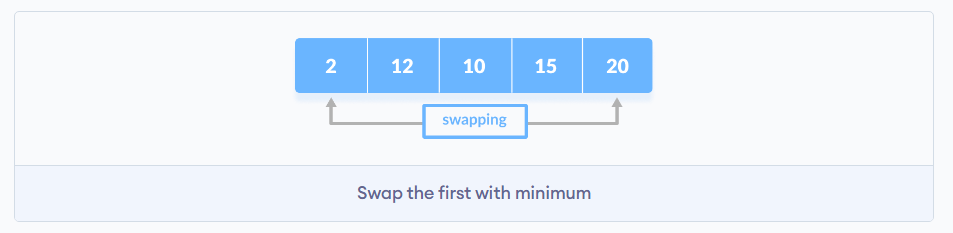 2 12 10 15 20
swapping
Swap the first with minimum